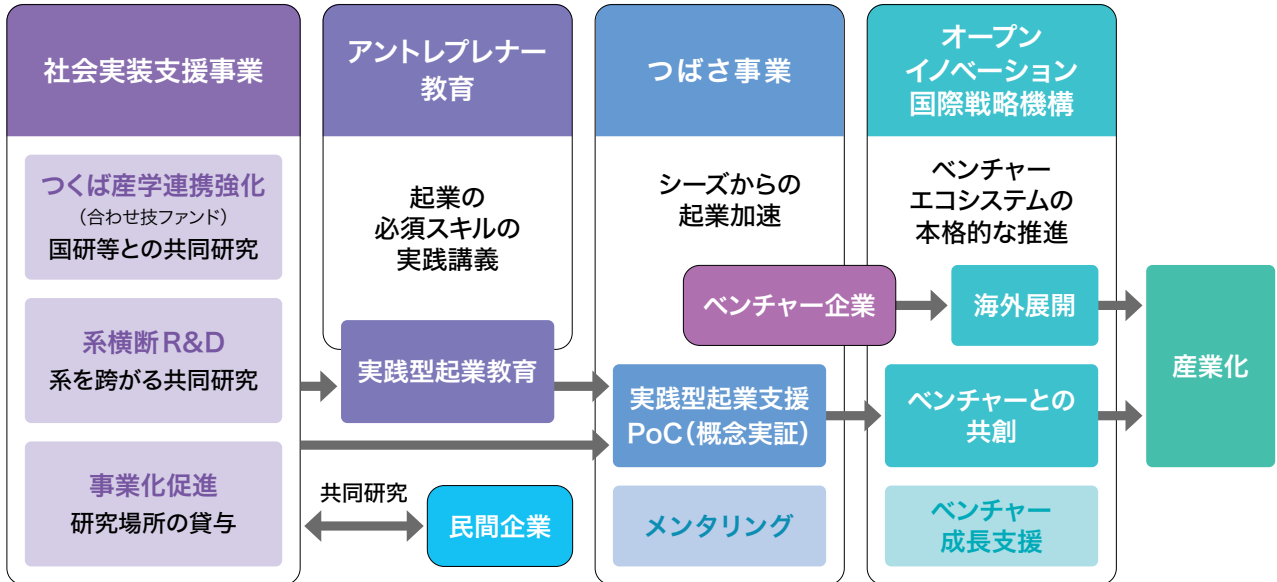 社会実装支援事業
つくば産学連携強化
（合わせ技ファンド）
国研等との共同研究
系横断R&D
系を跨がる共同研究
事業化促進
研究場所の貸与
アントレプレナー
教育
起業の
必須スキルの
実践講義
実践型起業教育
共同研究
民間企業
つばさ事業
シーズからの
起業加速
ベンチャー企業
実践型起業支援
PoC（概念実証）
メンタリング
オープン
イノベーション
国際戦略機構
ベンチャー
エコシステムの
本格的な推進
海外展開
ベンチャーとの
共創
ベンチャー
成長支援
産業化